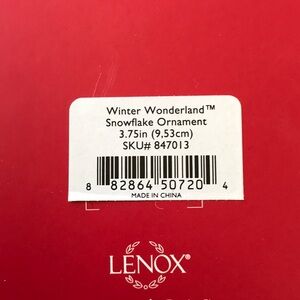 Winter Wonderland™
Snowflake Ornament
3.75in (9,53cm)
SKU# 847013
8 82864 50720 4
MADE IN CHINA
LENOX®